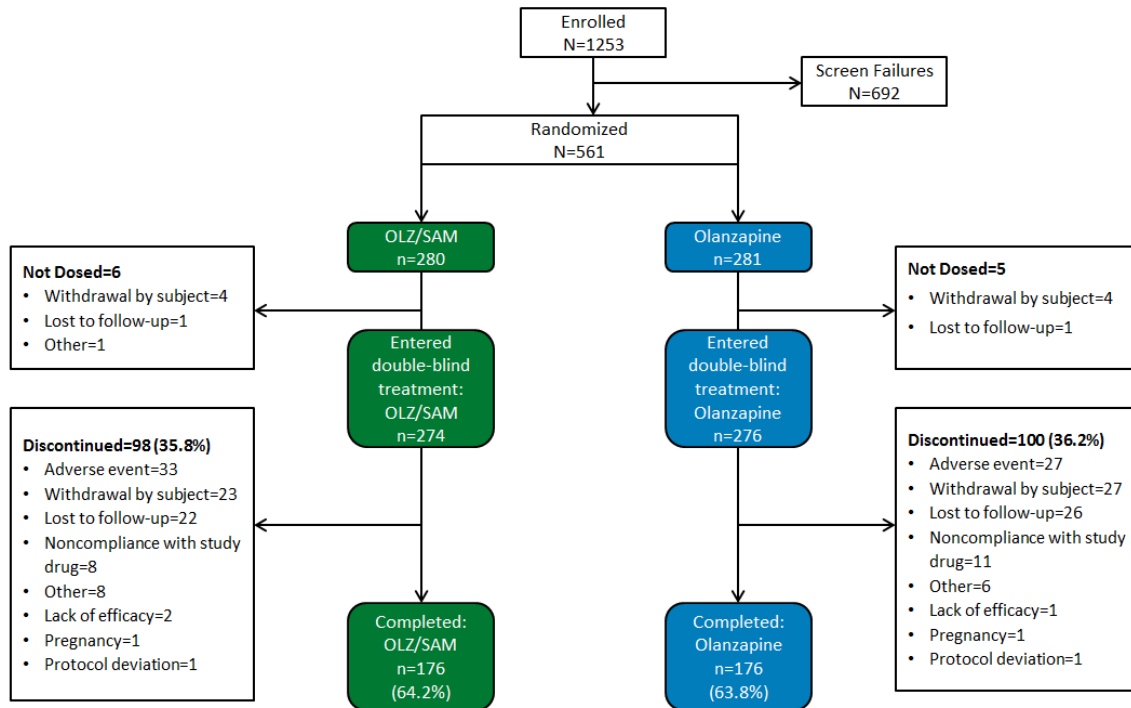 Enrolled
N=1253
Screen Failures
N=692
Randomized
N=561
OLZ/SAM
n=280
Olanzapine
n=281
Not Dosed=6
• Withdrawal by subject=4
• Lost to follow-up=1
• Other=1
Not Dosed=5
• Withdrawal by subject=4
• Lost to follow-up=1
Entered
double-blind
treatment:
OLZ/SAM
n=274
Entered
double-blind
treatment:
Olanzapine
n=276
Discontinued=98 (35.8%)
• Adverse event=33
• Withdrawal by subject=23
• Lost to follow-up=22
• Noncompliance with study
drug=8
• Other=8
• Lack of efficacy=2
• Pregnancy=1
• Protocol deviation=1
Discontinued=100 (36.2%)
• Adverse event=27
• Withdrawal by subject=27
• Lost to follow-up=26
• Noncompliance with study
drug=11
• Other=6
• Lack of efficacy=1
• Pregnancy=1
• Protocol deviation=1
Completed:
OLZ/SAM
n=176
(64.2%)
Completed:
Olanzapine
n=176
(63.8%)